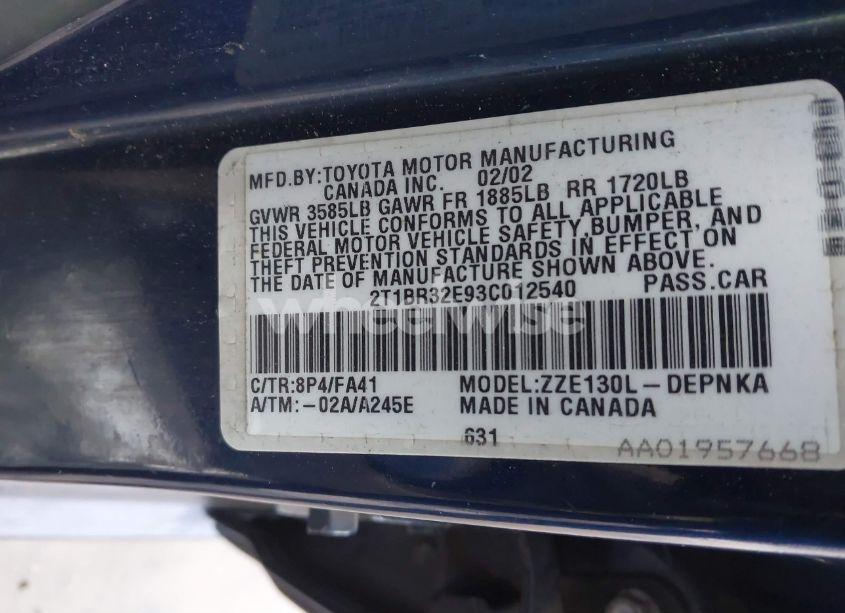 MFD.BY:TOYOTA MOTOR MANUFACTURING
CANADA INC. 02/02
GVWR 3585LB GAWR FR 1885LB RR 1720LB
THIS VEHICLE CONFORMS TO ALL APPLICABLE
FEDERAL MOTOR VEHICLE SAFETY,BUMPER, AND
THEFT PREVENTION STANDARDS IN EFFECT ON
THE DATE OF MANUFACTURE SHOWN ABOVE.
2T1BR32E93C012540 PASS.CAR
wheelwise
C/TR:8P4/FA41 MODEL:ZZE130L-DEPNKA
A/TM:-02A/A245E MADE IN CANADA
631
AA01957668